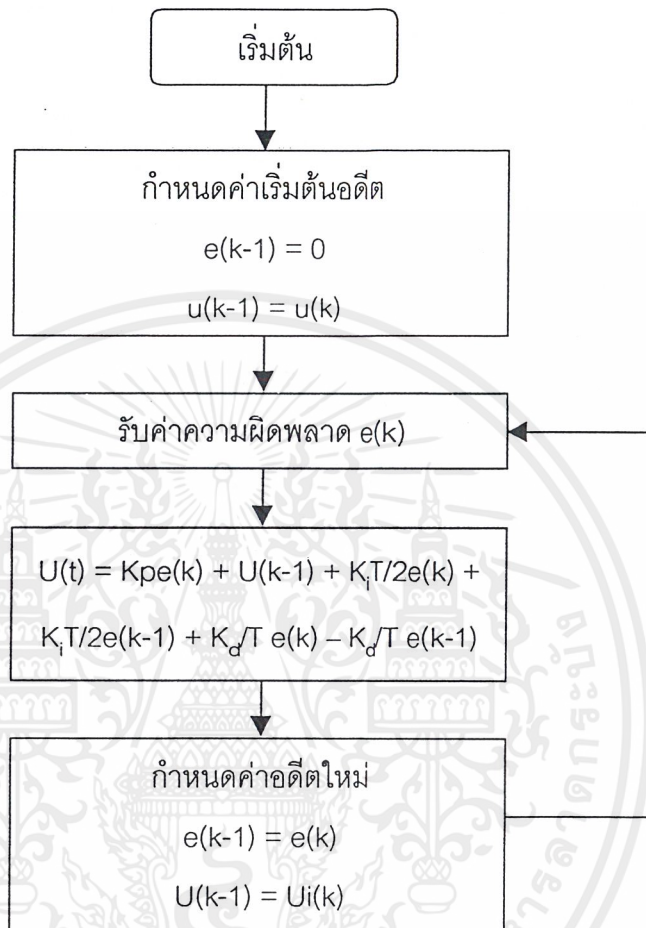 เริ่มต้น
กำหนดค่าเริ่มต้นอดีต
e(k-1) = 0
u(k-1) = u(k)
รับค่าความผิดพลาด e(k)
U(t) = Kpe(k) + U(k-1) + KᵢT/2e(k) +
KᵢT/2e(k-1) + K_d/T e(k) – K_d/T e(k-1)
กำหนดค่าอดีตใหม่
e(k-1) = e(k)
U(k-1) = Ui(k)